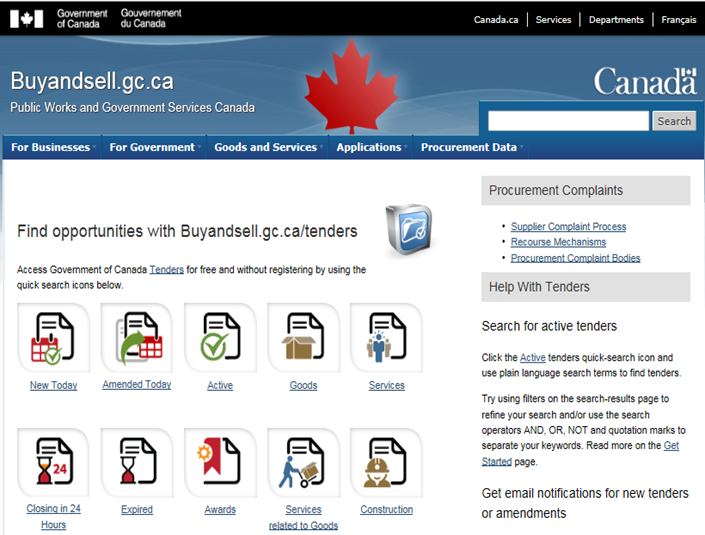 Government of Canada
Gouvernement du Canada
Canada.ca | Services | Departments | Français
Buyandsell.gc.ca
Public Works and Government Services Canada
Canada
Search
For Businesses
For Government
Goods and Services
Applications
Procurement Data
Find opportunities with Buyandsell.gc.ca/tenders
Access Government of Canada Tenders for free and without registering by using the
quick search icons below.
New Today
Amended Today
Active
Goods
Services
24
Closing in 24
Hours
Expired
Awards
Services
related to Goods
Construction
Procurement Complaints
• Supplier Complaint Process
• Recourse Mechanisms
• Procurement Complaint Bodies
Help With Tenders
Search for active tenders
Click the Active tenders quick-search icon and
use plain language search terms to find tenders.
Try using filters on the search-results page to
refine your search and/or use the search
operators AND, OR, NOT and quotation marks to
separate your keywords. Read more on the Get
Started page.
Get email notifications for new tenders
or amendments